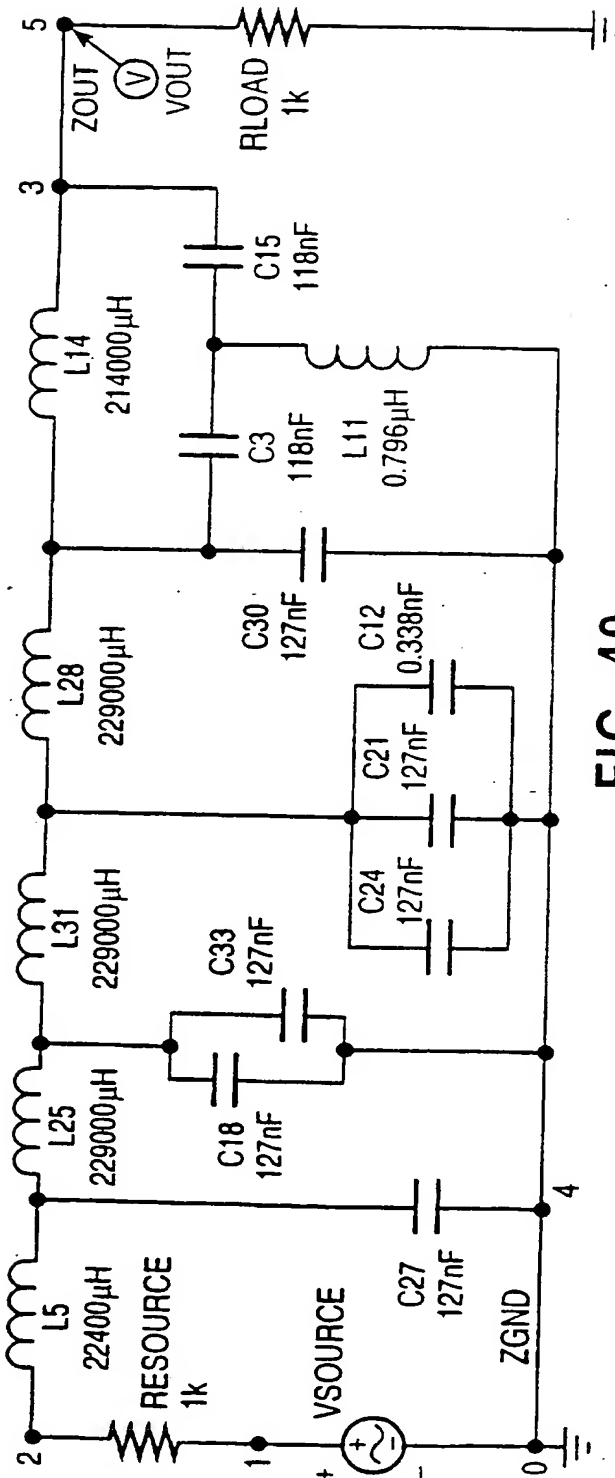 2
L5
22400µH
L25
229000µH
L31
229000µH
L28
229000µH
L14
214000µH
3
5
ZOUT
V
VOUT
RESOURCE
1k
1
VSOURCE
+
+
-
-
0
ZGND
C27
127nF
4
C18
127nF
C33
127nF
C24
127nF
C21
127nF
C12
0.338nF
C30
127nF
C3
118nF
C15
118nF
L11
0.796µH
RLOAD
1k